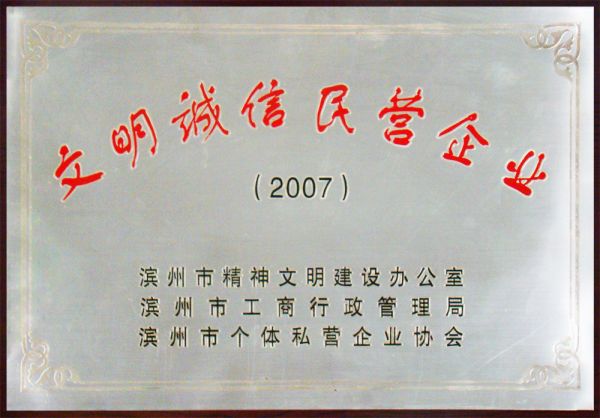 文明誠信民营企业
(2007)
滨州市精神文明建设办公室
滨州市工商行政管理局
滨州市个体私营企业协会